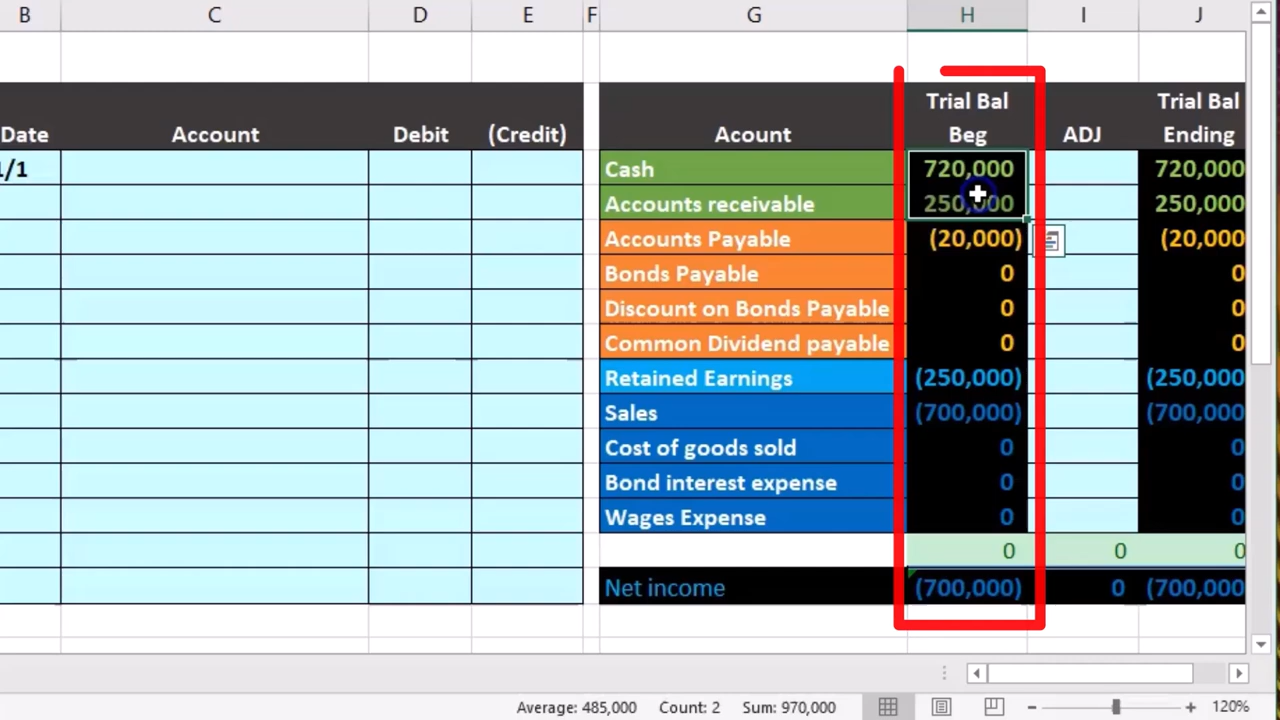 B C D E F G H I J
Date Account Debit (Credit) Acount Trial Bal Beg ADJ Trial Bal Ending
1/1 Cash 720,000 720,000
Accounts receivable 250,000 250,000
Accounts Payable (20,000) (20,000
Bonds Payable 0 0
Discount on Bonds Payable 0 0
Common Dividend payable 0 0
Retained Earnings (250,000) (250,000
Sales (700,000) (700,000
Cost of goods sold 0 0
Bond interest expense 0 0
Wages Expense 0 0
0 0 0
Net income (700,000) 0 (700,000
Average: 485,000 Count: 2 Sum: 970,000 120%